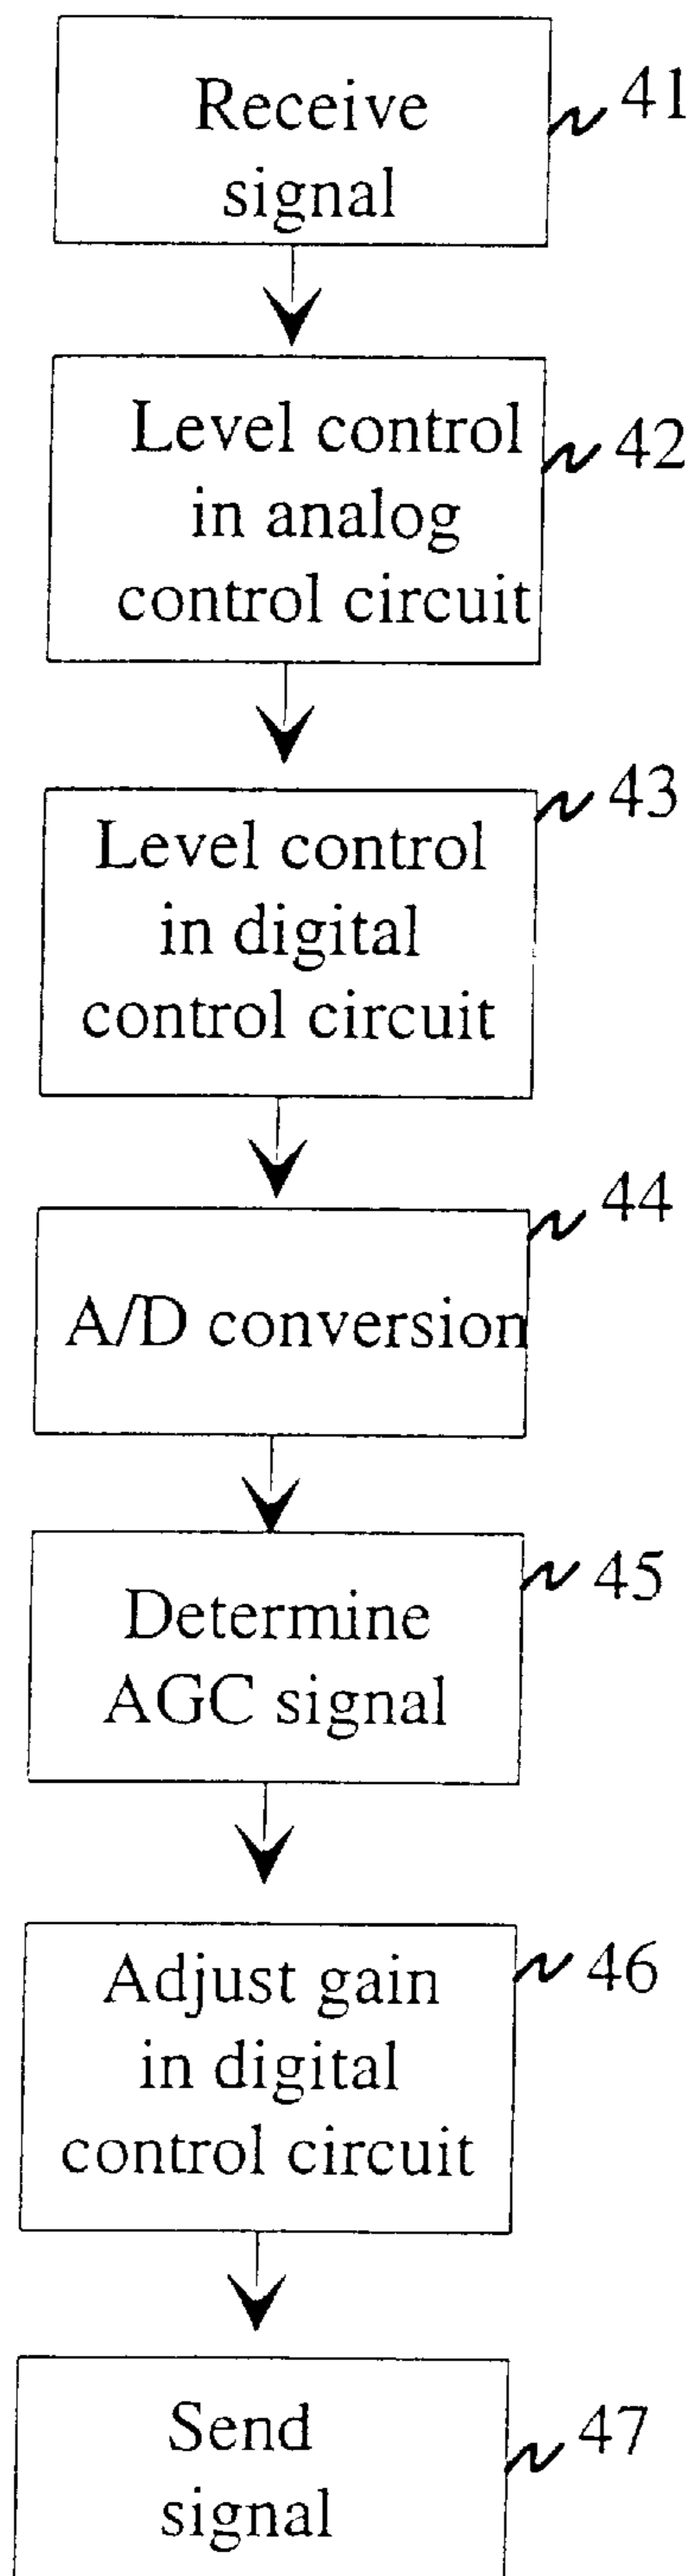 Receive
signal
41
Level control
in analog
control circuit
42
Level control
in digital
control circuit
43
A/D conversion
44
Determine
AGC signal
45
Adjust gain
in digital
control circuit
46
Send
signal
47